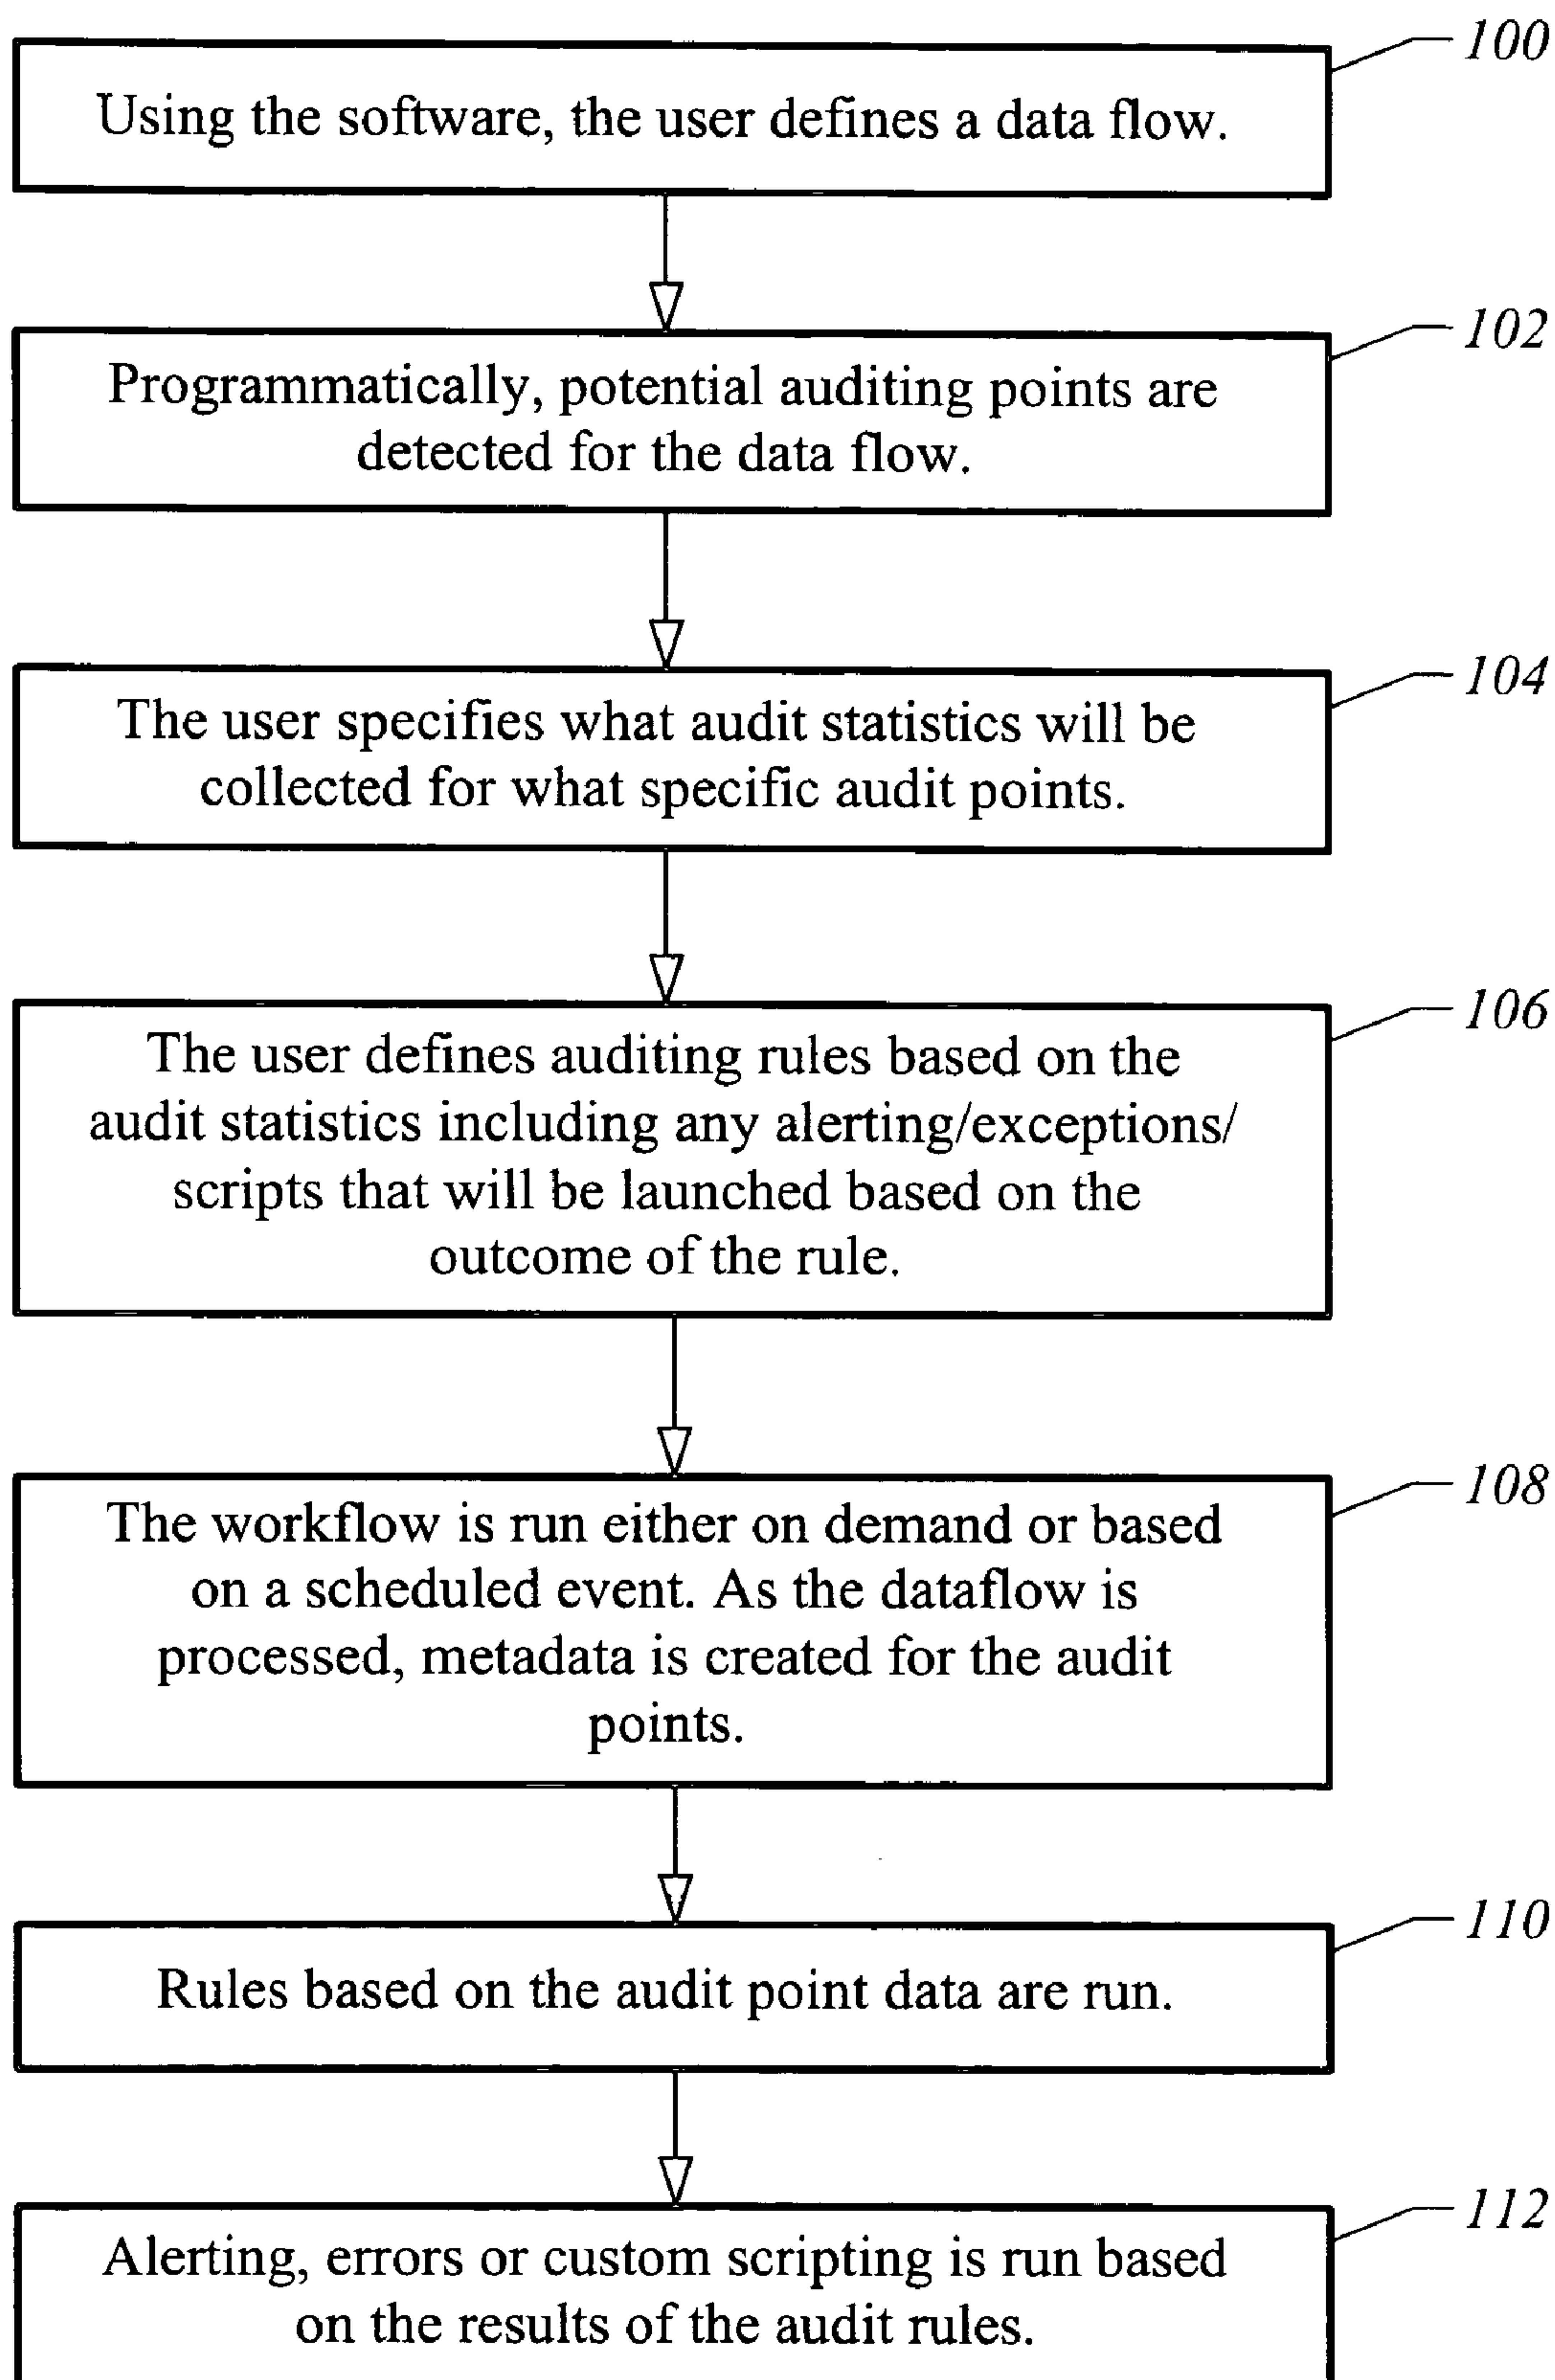 100
Using the software, the user defines a data flow.
102
Programmatically, potential auditing points are
detected for the data flow.
104
The user specifies what audit statistics will be
collected for what specific audit points.
106
The user defines auditing rules based on the
audit statistics including any alerting/exceptions/
scripts that will be launched based on the
outcome of the rule.
108
The workflow is run either on demand or based
on a scheduled event. As the dataflow is
processed, metadata is created for the audit
points.
110
Rules based on the audit point data are run.
112
Alerting, errors or custom scripting is run based
on the results of the audit rules.